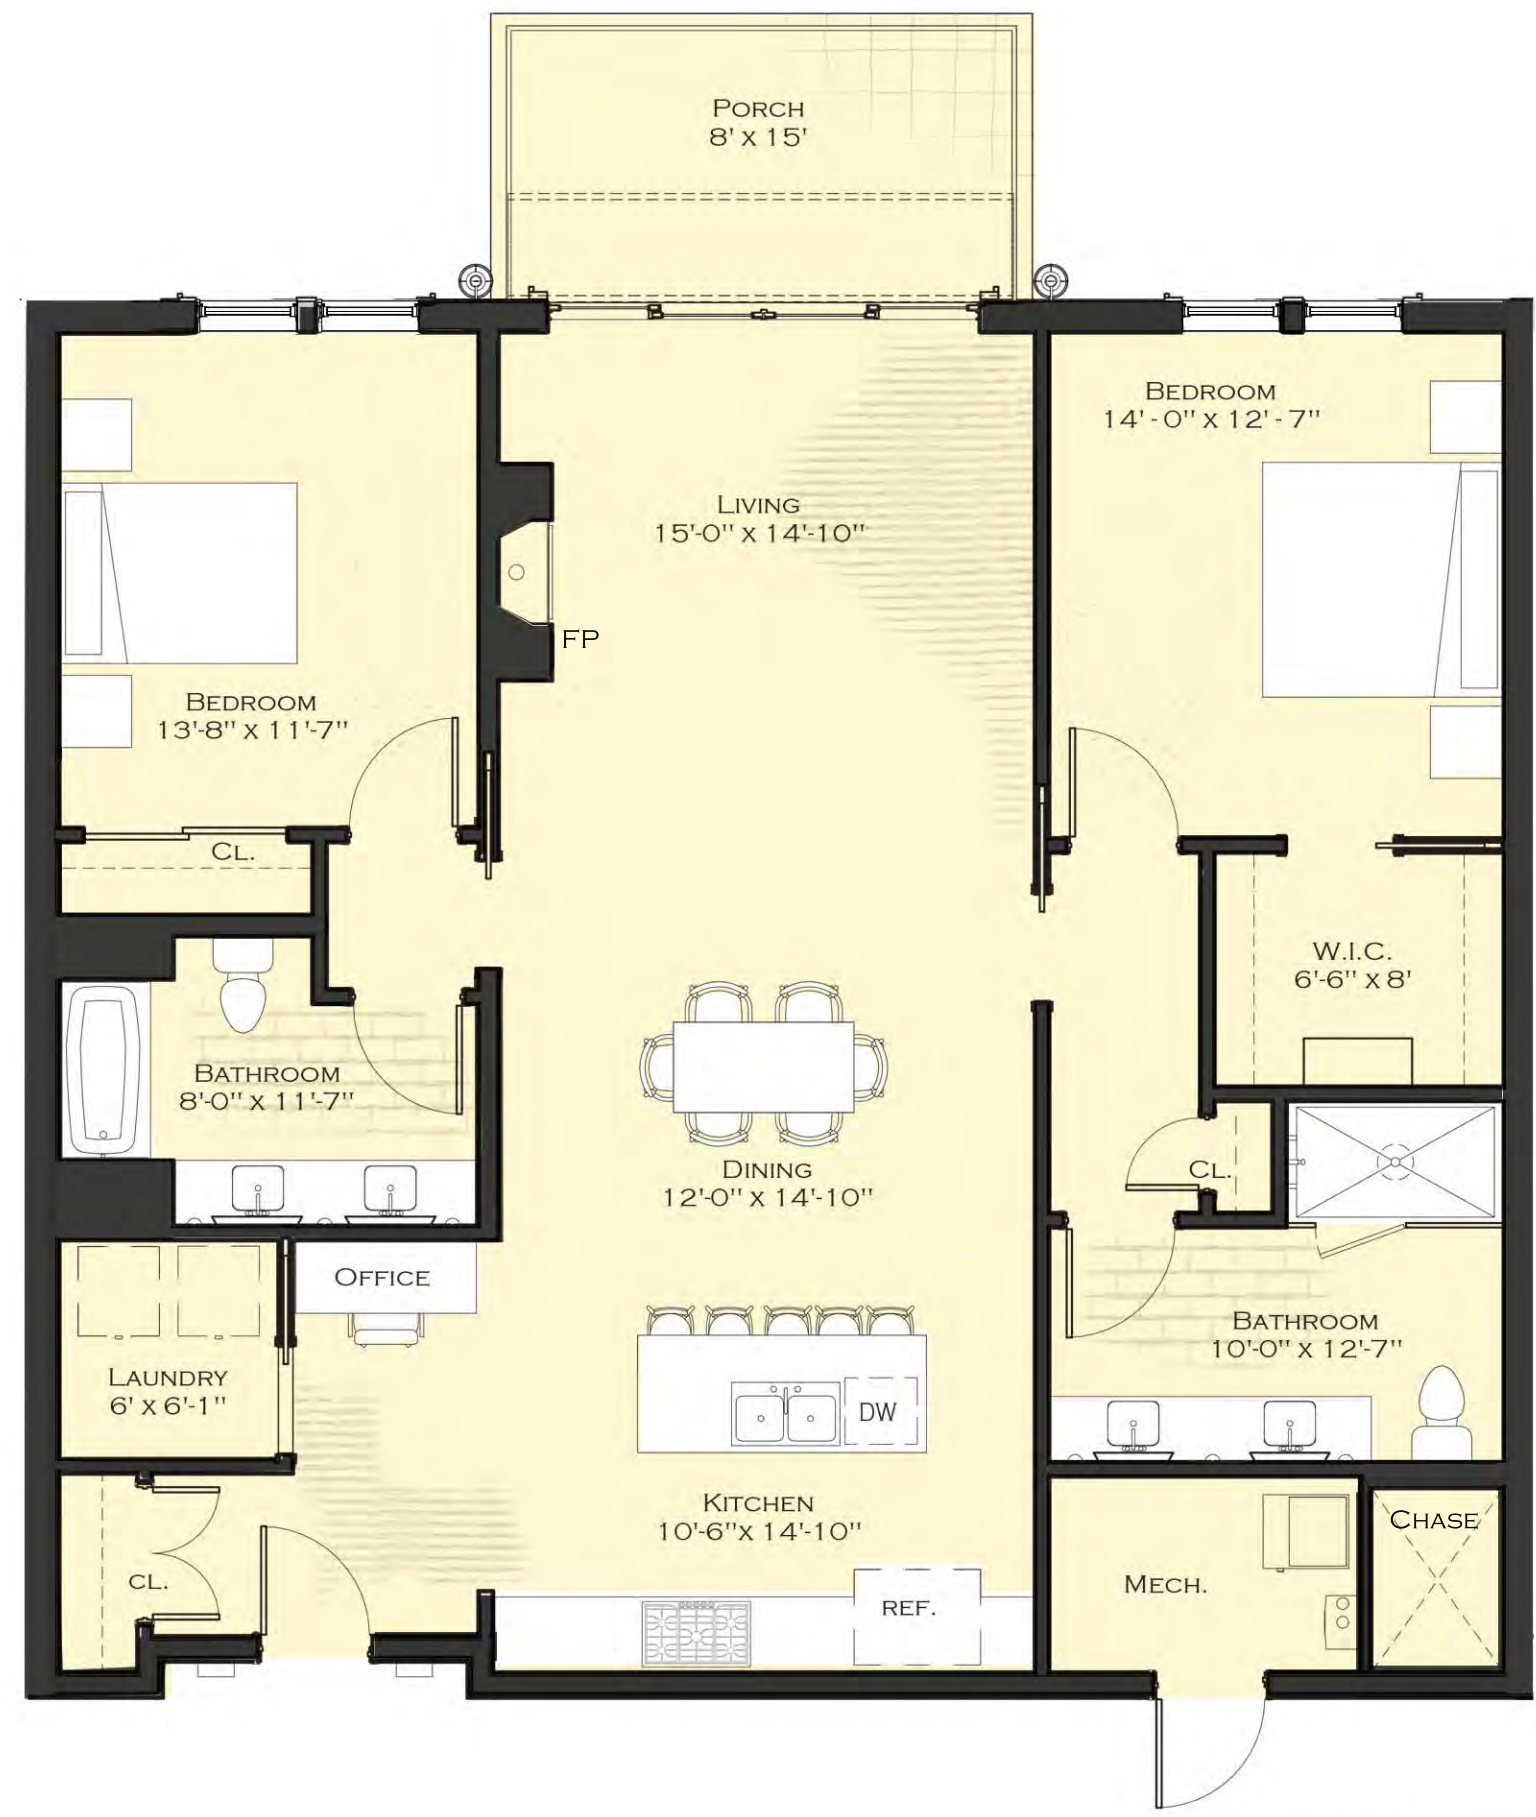 PORCH
8' X 15'
BEDROOM
14'-0" X 12'-7"
LIVING
15'-0" X 14'-10"
FP
BEDROOM
13'-8" X 11'-7"
CL.
W.I.C.
6'-6" X 8'
BATHROOM
8'-0" X 11'-7"
DINING
12'-0" X 14'-10"
CL.
OFFICE
BATHROOM
10'-0" X 12'-7"
LAUNDRY
6' X 6'-1"
DW
KITCHEN
10'-6" X 14'-10"
CHASE
CL.
MECH.
REF.